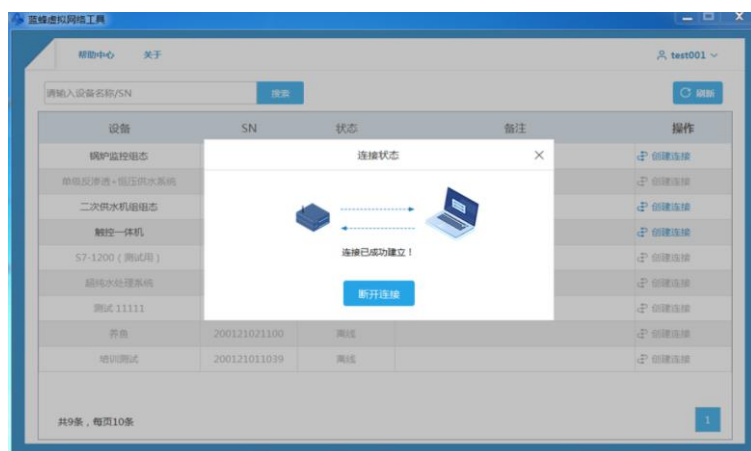 蓝蜂虚拟网络工具
帮助中心 关于 test001
请输入设备名称/SN 搜索 刷新
设备 SN 状态 备注 操作
连接状态
锅炉监控组态 创建连接
单级反渗透+恒压供水系统 创建连接
二次供水机组组态 创建连接
触控一体机 创建连接
连接已成功建立！
S7-1200（测试用） 创建连接
超纯水处理系统 创建连接
断开连接
测试11111 创建连接
养鱼 200121021100 离线 创建连接
培训测试 200121011039 离线 创建连接
共9条，每页10条 1